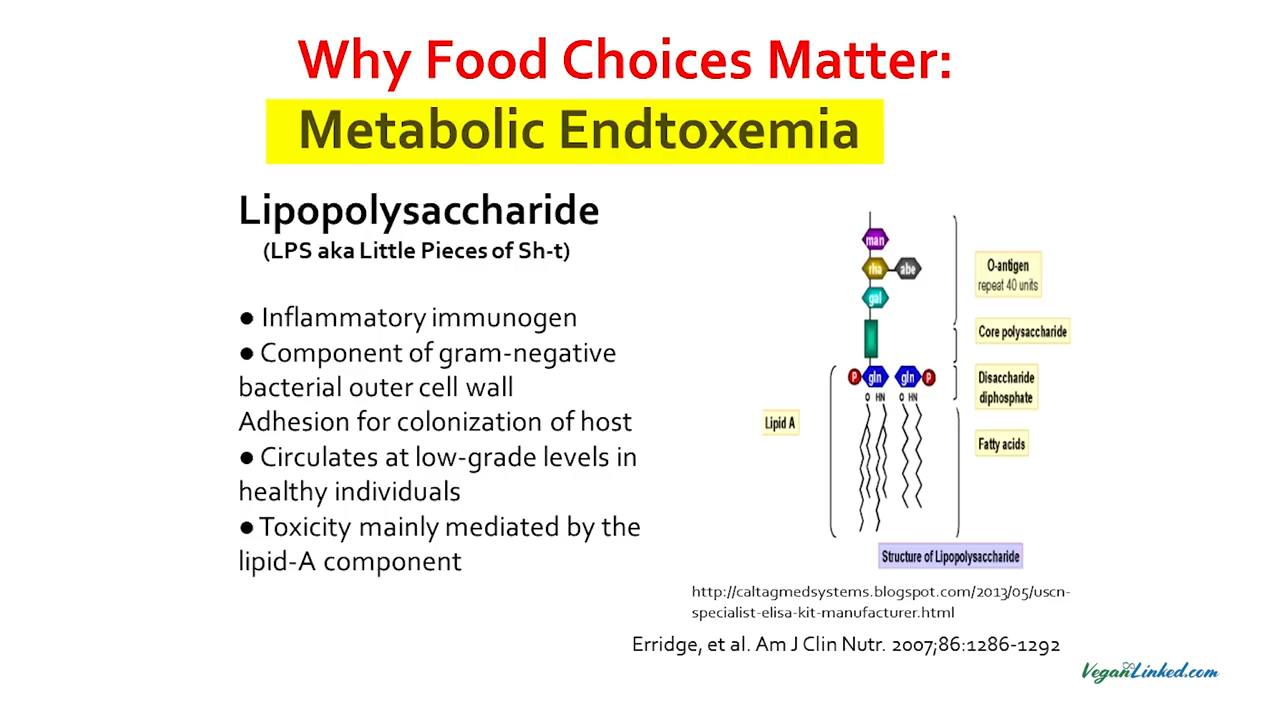 Why Food Choices Matter:
Metabolic Endtoxemia
Lipopolysaccharide
(LPS aka Little Pieces of Sh-t)
● Inflammatory immunogen
● Component of gram-negative
bacterial outer cell wall
Adhesion for colonization of host
● Circulates at low-grade levels in
healthy individuals
● Toxicity mainly mediated by the
lipid-A component
man
rha
abe
gal
P
gln
gln
P
O HN
O HN
Lipid A
O-antigen
repeat 40 units
Core polysaccharide
Disaccharide
diphosphate
Fatty acids
Structure of Lipopolysaccharide
http://caltagmedsystems.blogspot.com/2013/05/uscn-
specialist-elisa-kit-manufacturer.html
Erridge, et al. Am J Clin Nutr. 2007;86:1286-1292
VeganLinked.com